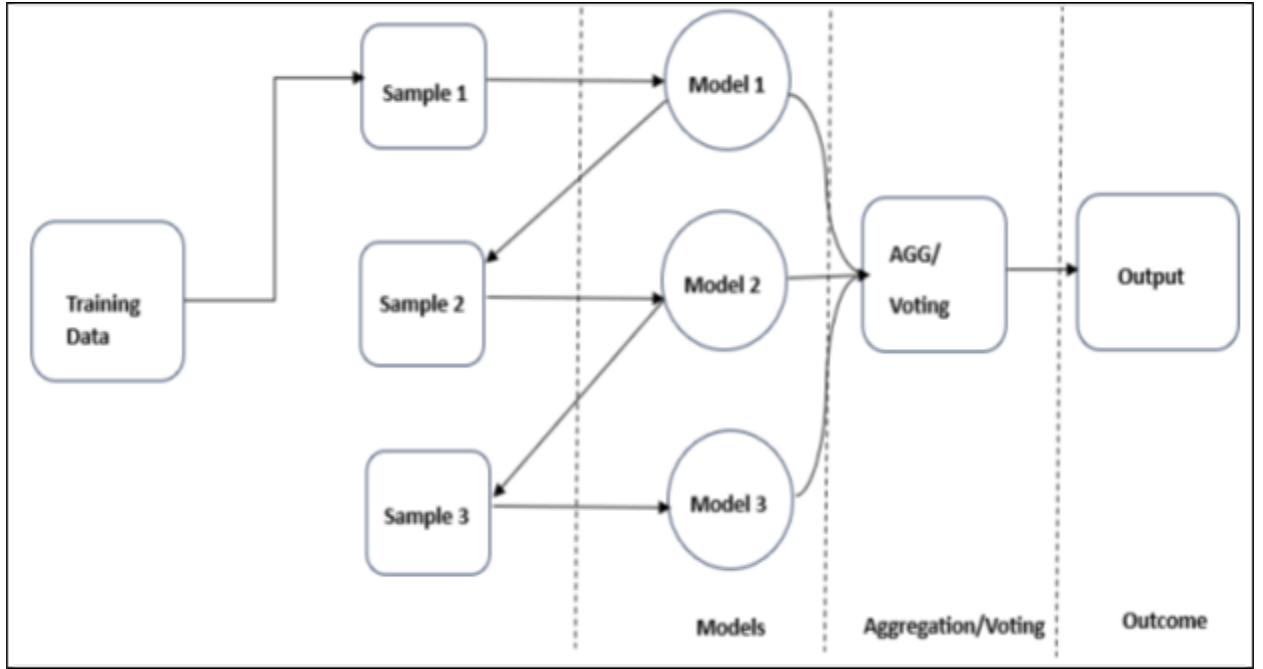 Sample 1
Model 1
Training
Data
Sample 2
Model 2
AGG/
Voting
Output
Sample 3
Model 3
Models
Aggregation/Voting
Outcome